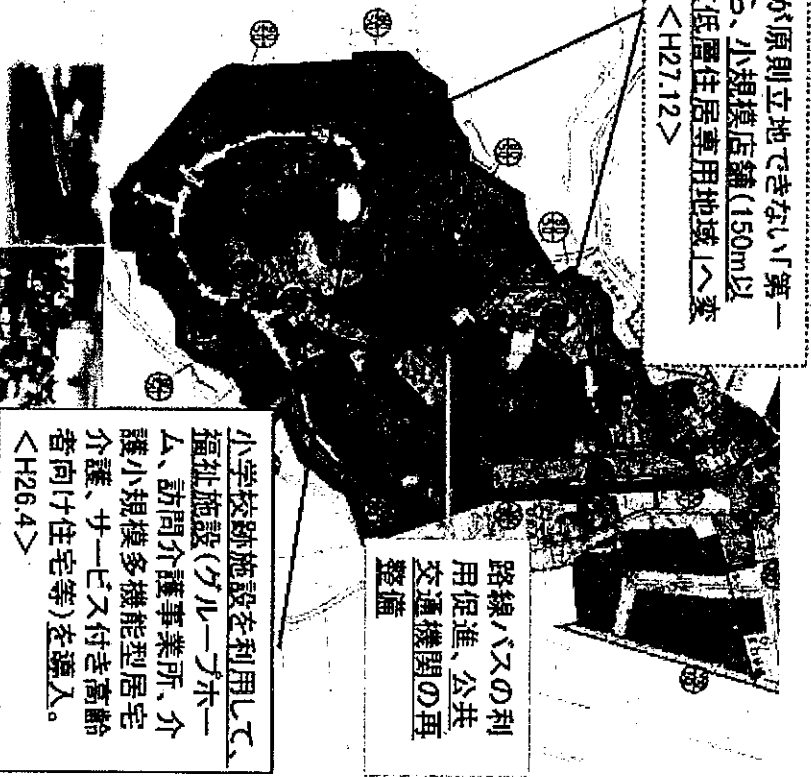 が原則立地できない「第一
ら、小規模店舗(150㎡以
低層住居専用地域」へ変
<H27.12>
路線バスの利
用促進、公共
交通機関の再
整備
小学校跡施設を利用して、
福祉施設(グループホー
ム、訪問介護事業所、介
護小規模多機能型居宅
介護、サービス付き高齢
者向け住宅等)を導入。
<H26.4>